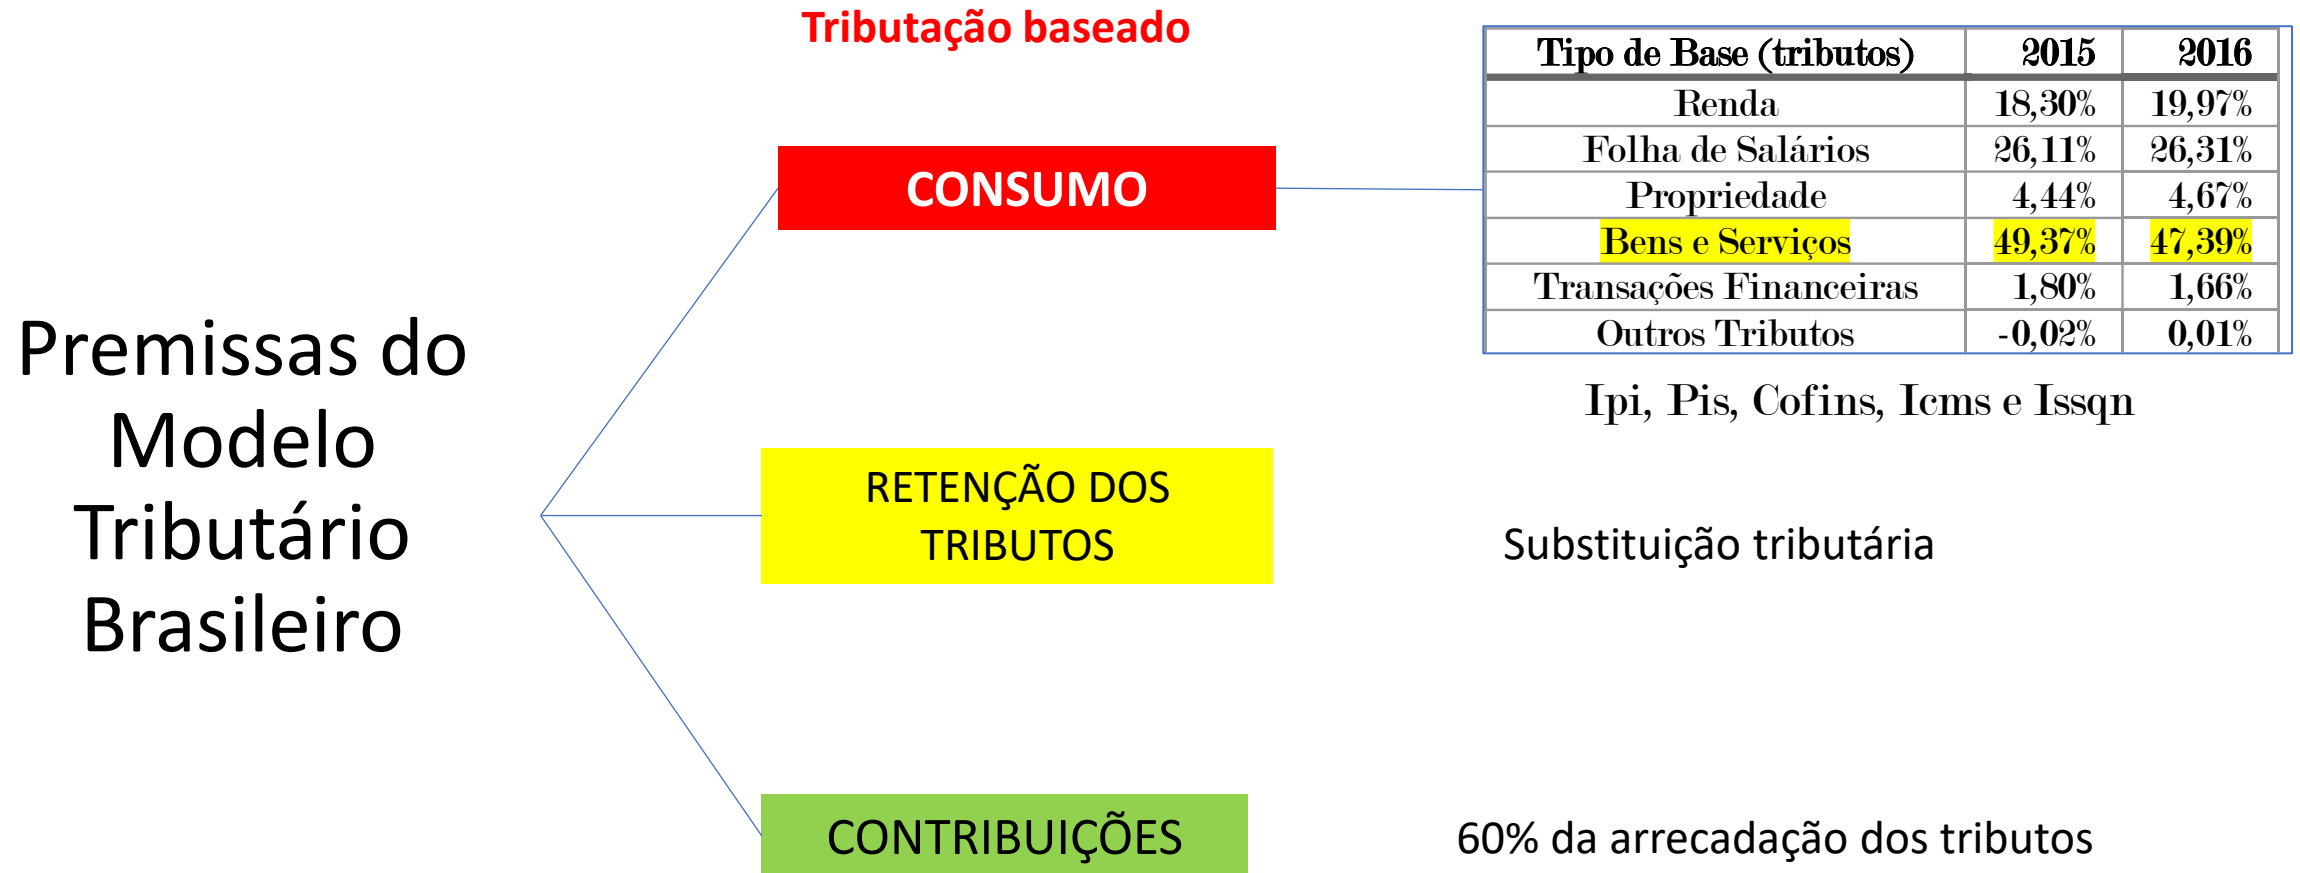 Tributação baseado
Tipo de Base (tributos) 2015 2016
Renda 18,30% 19,97%
Folha de Salários 26,11% 26,31%
Propriedade 4,44% 4,67%
Bens e Serviços 49,37% 47,39%
Transações Financeiras 1,80% 1,66%
Outros Tributos -0,02% 0,01%
Ipi, Pis, Cofins, Icms e Issqn
CONSUMO
Premissas do
Modelo
Tributário
Brasileiro
RETENÇÃO DOS
TRIBUTOS
Substituição tributária
CONTRIBUIÇÕES
60% da arrecadação dos tributos